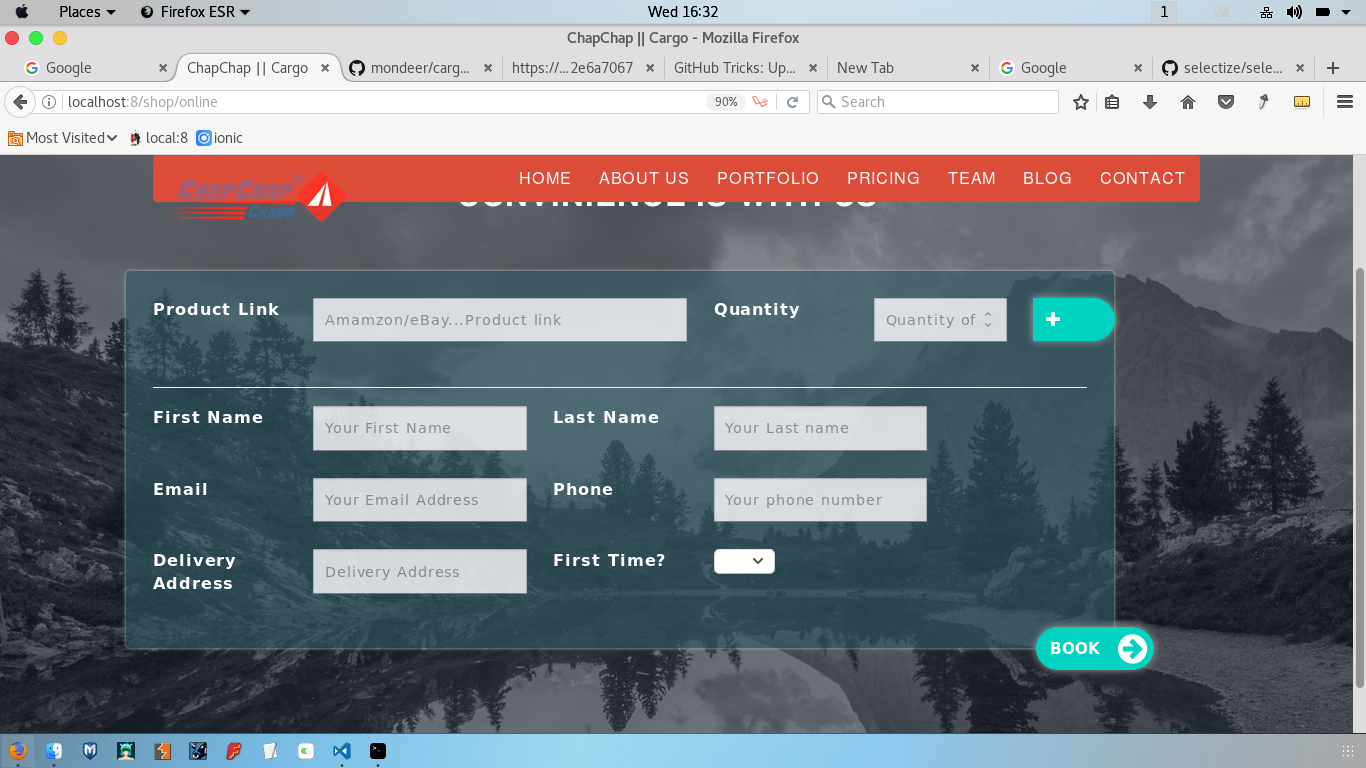 Places Firefox ESR Wed 16:32 1
ChapChap || Cargo - Mozilla Firefox
Google ChapChap || Cargo mondeer/carg... https://...2e6a7067 GitHub Tricks: Up... New Tab Google selectize/sele...
localhost:8/shop/online 90% Search
Most Visited local:8 ionic
ChapChap
Cargo
HOME ABOUT US PORTFOLIO PRICING TEAM BLOG CONTACT
CONVINIENCE IS WITH US
Product Link Amamzon/eBay...Product link Quantity Quantity of
First Name Your First Name Last Name Your Last name
Email Your Email Address Phone Your phone number
Delivery Address Delivery Address First Time?
BOOK